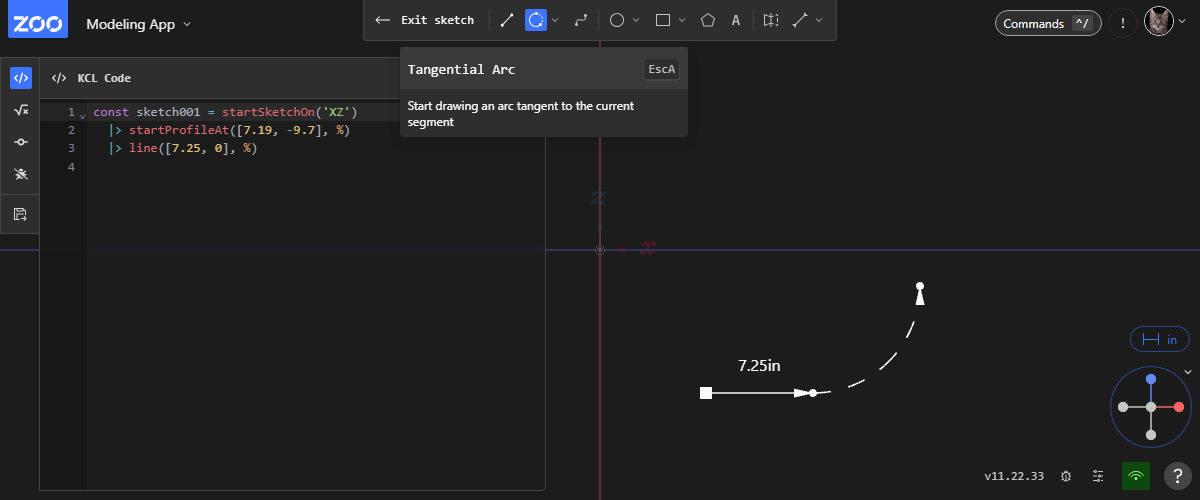 ZOO
Modeling App
Exit sketch
A
Commands ^/
!
Tangential Arc
EscA
Start drawing an arc tangent to the current
segment
KCL Code
1 const sketch001 = startSketchOn('XZ')
2 |> startProfileAt([7.19, -9.7], %)
3 |> line([7.25, 0], %)
4
z
x
7.25in
in
v11.22.33
?